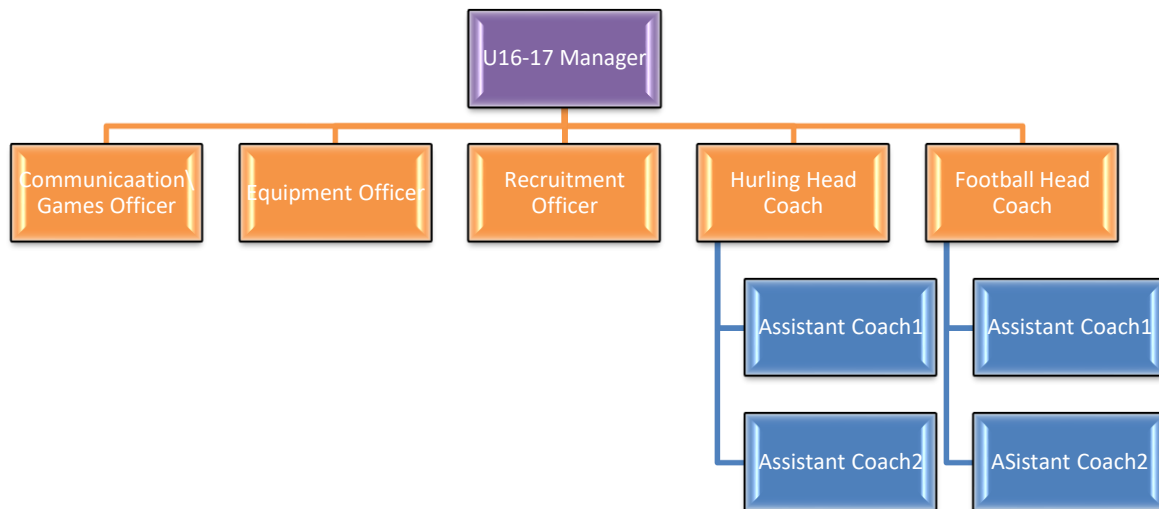 U16-17 Manager
Communicaation\
Games Officer
Equipment Officer
Recruitment
Officer
Hurling Head
Coach
Football Head
Coach
Assistant Coach1
Assistant Coach1
Assistant Coach2
ASistant Coach2